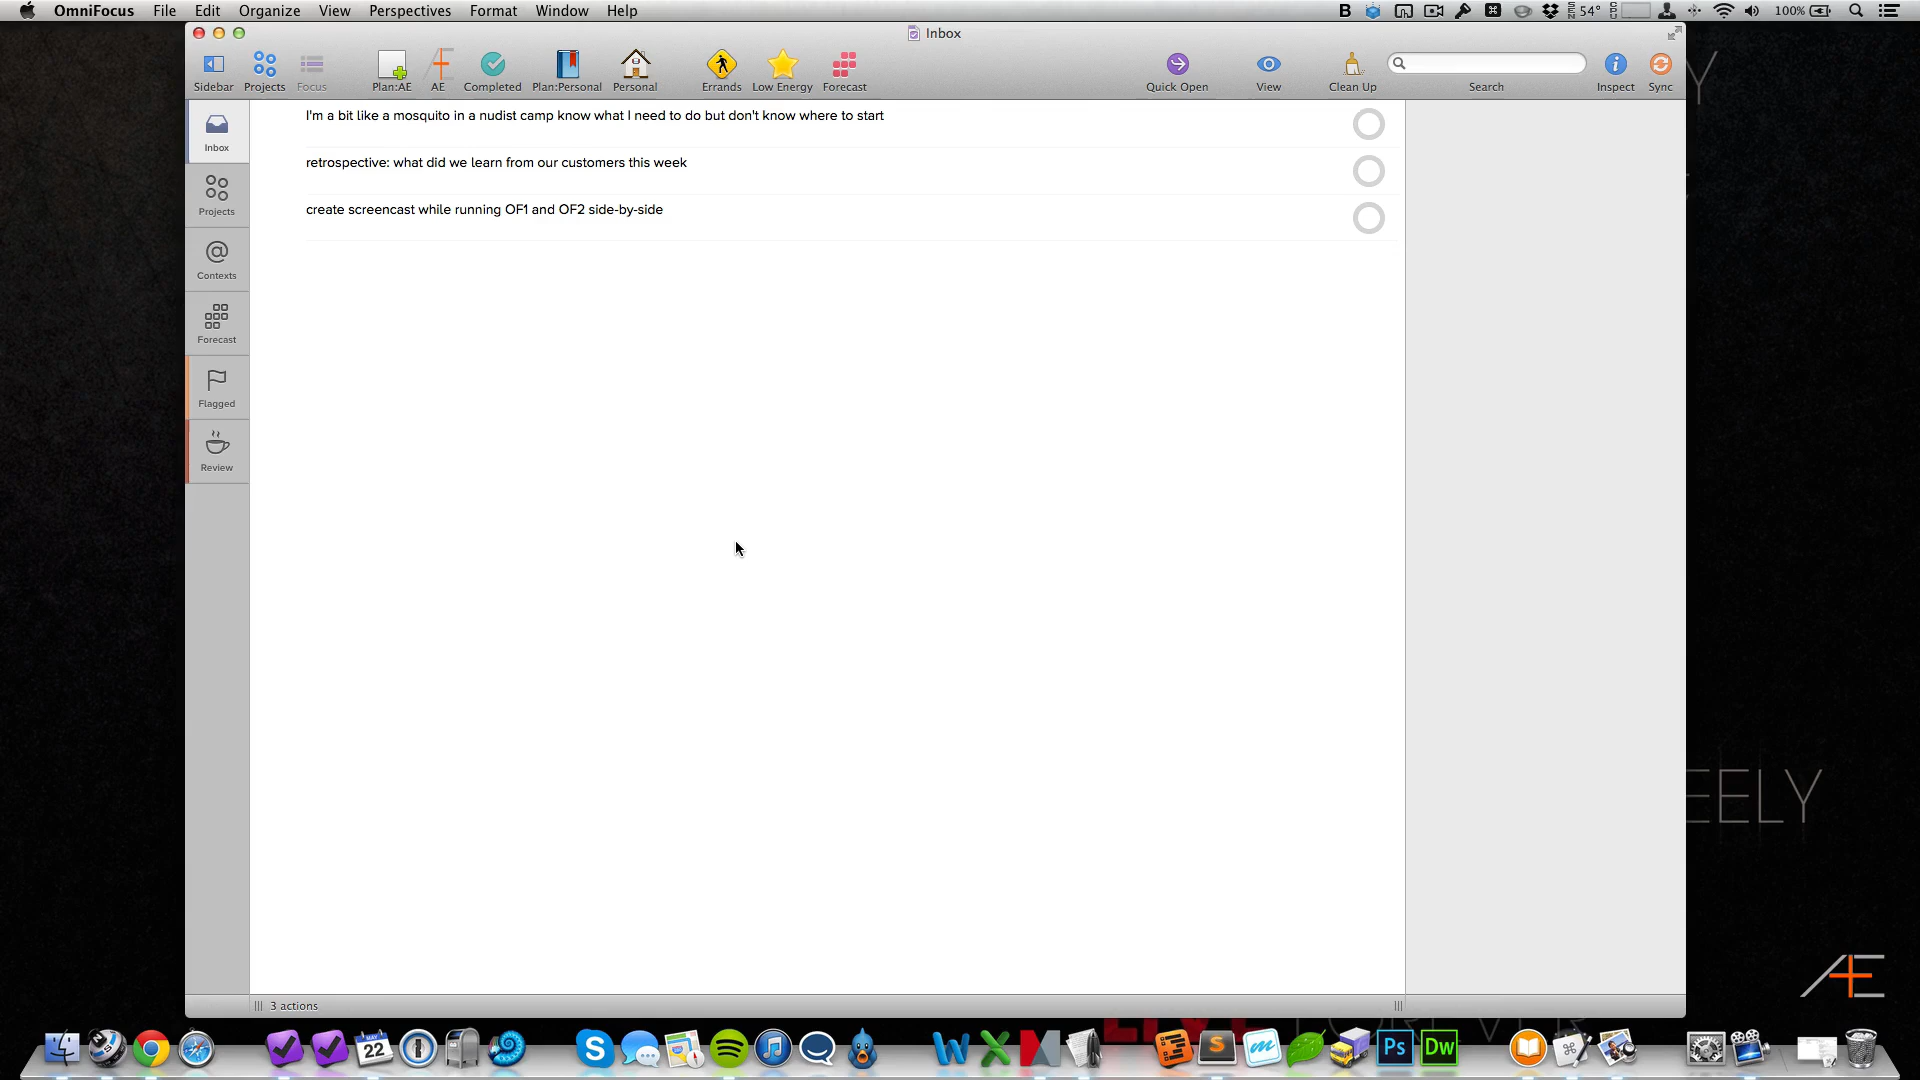 OmniFocus File Edit Organize View Perspectives Format Window Help
B 54° 100%
Inbox
Sidebar Projects Focus Plan:AE AE Completed Plan:Personal Personal Errands Low Energy Forecast Quick Open View Clean Up Search Inspect Sync
Inbox
Projects
Contexts
Forecast
Flagged
Review
I'm a bit like a mosquito in a nudist camp know what I need to do but don't know where to start
retrospective: what did we learn from our customers this week
create screencast while running OF1 and OF2 side-by-side
3 actions
EELY
Y
AE
MAY
22
Ps
Dw